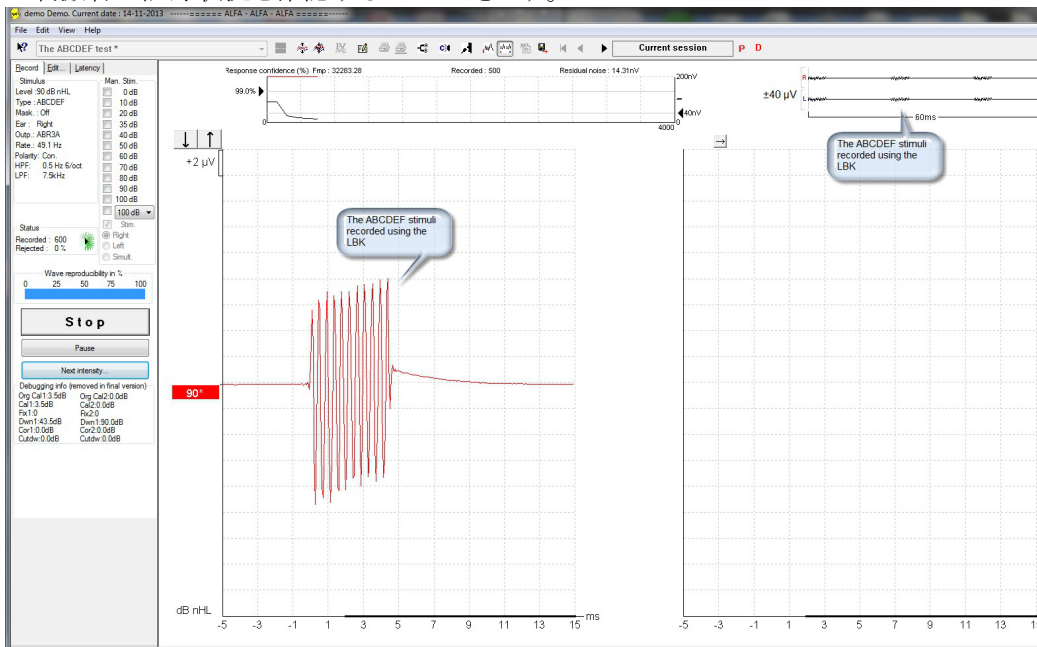 demo Demo. Current date : 14-11-2013 ------====== ALFA - ALFA - ALFA ======------
File Edit View Help
The ABCDEF test *
Current session P D
Record Edit... Latency
Stimulus
Level :90 dB nHL
Type : ABCDEF
Mask. : Off
Ear : Right
Outp.: ABR3A
Rate.: 49.1 Hz
Polarity: Con.
HPF: 0.5 Hz 6/oct
LPF: 7.5kHz
Man. Stim.
0 dB
10 dB
20 dB
35 dB
40 dB
50 dB
60 dB
70 dB
80 dB
90 dB
100 dB
100 dB
Stim.
Right
Left
Simult.
Status
Recorded : 600
Rejected : 0 %
Wave reproducibility in %
0 25 50 75 100
Stop
Pause
Next intensity...
Debugging info (removed in final version)
Org Cal1:3.5dB Org Cal2:0.0dB
Cal1:3.5dB Cal2:0.0dB
Fix1:0 Fix2:0
Dwn1:43.5dB Dwn1:90.0dB
Cor1:0.0dB Cor2:0.0dB
Cutdw:0.0dB Cutdw:0.0dB
Response confidence (%) Fmp : 32283.28 Recorded : 500 Residual noise : 14.31nV
99.0%
0
200nV
40nV
0
4000
+2 µV
The ABCDEF stimuli
recorded using the
LBK
90*
dB nHL
-5 -3 -1 1 3 5 7 9 11 13 15 ms
±40 µV
R
L
60ms
The ABCDEF stimuli
recorded using the
LBK
-5 -3 -1 1 3 5 7 9 11 13